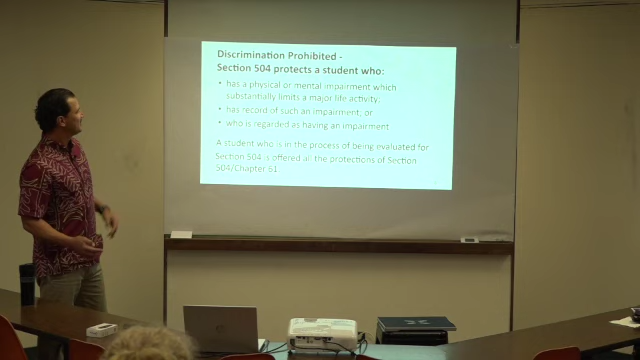 Discrimination Prohibited -
Section 504 protects a student who:
• has a physical or mental impairment which
substantially limits a major life activity;
• has record of such an impairment; or
• who is regarded as having an impairment
A student who is in the process of being evaluated for
Section 504 is offered all the protections of Section
504/Chapter 61.